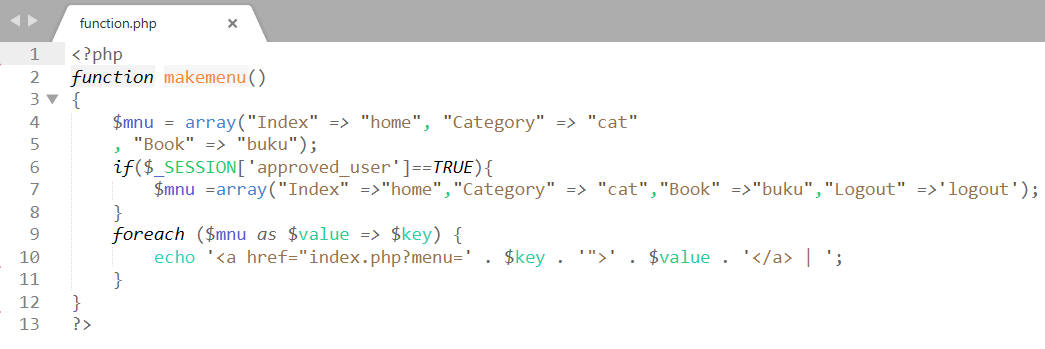 function.php ×
1 <?php
2 function makemenu()
3 {
4     $mnu = array("Index" => "home", "Category" => "cat"
5     , "Book" => "buku");
6     if($_SESSION['approved_user']==TRUE){
7         $mnu =array("Index" =>"home","Category" => "cat","Book" =>"buku","Logout" =>'logout');
8     }
9     foreach ($mnu as $value => $key) {
10         echo '<a href="index.php?menu=' . $key . '">' . $value . '</a> | ';
11     }
12 }
13 ?>